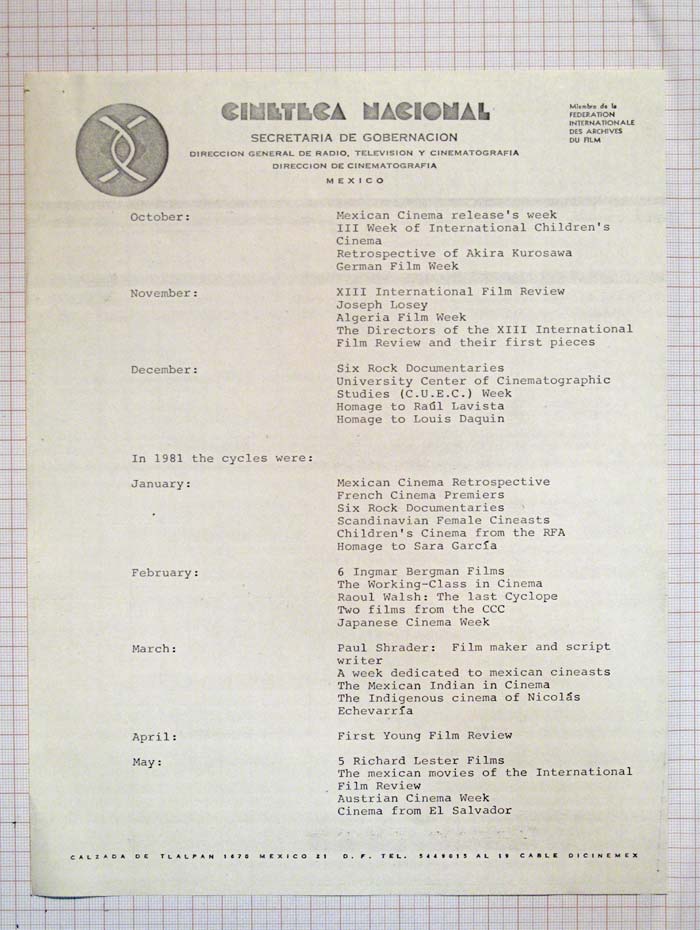 CINETECA NACIONAL
SECRETARIA DE GOBERNACION
DIRECCION GENERAL DE RADIO, TELEVISION Y CINEMATOGRAFIA
DIRECCION DE CINEMATOGRAFIA
MEXICO
Miembro de la
FEDERATION
INTERNATIONALE
DES ARCHIVES
DU FILM
October: Mexican Cinema release's week
III Week of International Children's
Cinema
Retrospective of Akira Kurosawa
German Film Week
November: XIII International Film Review
Joseph Losey
Algeria Film Week
The Directors of the XIII International
Film Review and their first pieces
December: Six Rock Documentaries
University Center of Cinematographic
Studies (C.U.E.C.) Week
Homage to Raúl Lavista
Homage to Louis Daquin
In 1981 the cycles were:
January: Mexican Cinema Retrospective
French Cinema Premiers
Six Rock Documentaries
Scandinavian Female Cineasts
Children's Cinema from the RFA
Homage to Sara García
February: 6 Ingmar Bergman Films
The Working-Class in Cinema
Raoul Walsh: The last Cyclope
Two films from the CCC
Japanese Cinema Week
March: Paul Shrader: Film maker and script
writer
A week dedicated to mexican cineasts
The Mexican Indian in Cinema
The Indigenous cinema of Nicolás
Echevarría
April: First Young Film Review
May: 5 Richard Lester Films
The mexican movies of the International
Film Review
Austrian Cinema Week
Cinema from El Salvador
CALZADA DE TLALPAN 1670 MEXICO 21 D. F. TEL. 5449015 AL 19 CABLE DICINEMEX